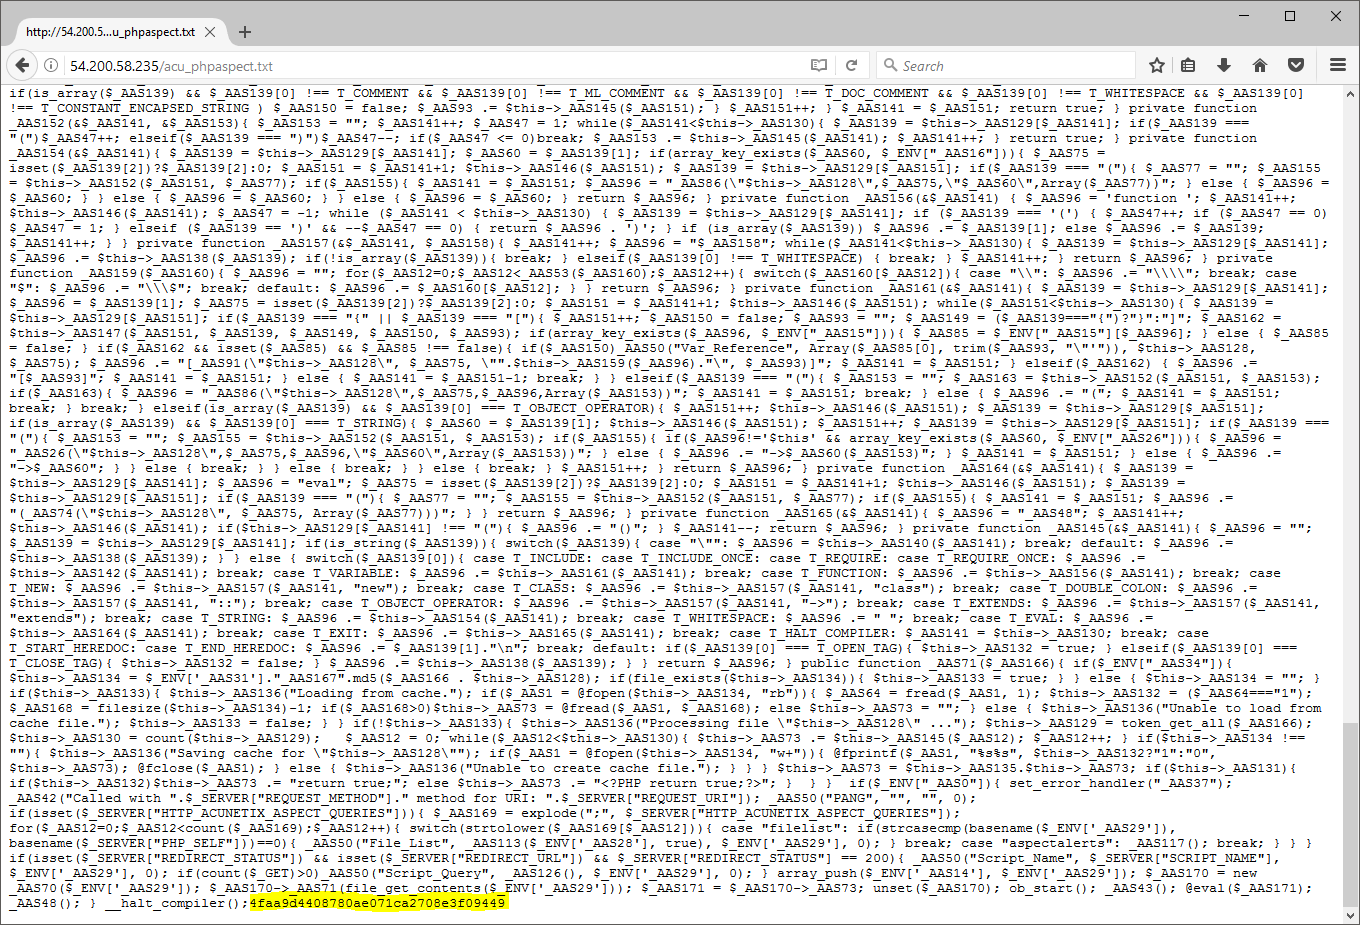 http://54.200.5...u_phpaspect.txt
54.200.58.235/acu_phpaspect.txt
Search
if(is_array($_AAS139) && $_AAS139[0] !== T_COMMENT && $_AAS139[0] !== T_ML_COMMENT && $_AAS139[0] !== T_DOC_COMMENT && $_AAS139[0] !== T_WHITESPACE && $_AAS139[0]
!== T_CONSTANT_ENCAPSED_STRING ) $_AAS150 = false; $_AAS93 .= $this->_AAS145($_AAS151); } $_AAS151++; } $_AAS141 = $_AAS151; return true; } private function
_AAS152(&$_AAS141, &$_AAS153){ $_AAS153 = ""; $_AAS141++; $_AAS47 = 1; while($_AAS141<$this->_AAS130){ $_AAS139 = $this->_AAS129[$_AAS141]; if($_AAS139 ===
"(")$_AAS47++; elseif($_AAS139 === ")")$_AAS47--; if($_AAS47 <= 0)break; $_AAS153 .= $this->_AAS145($_AAS141); $_AAS141++; } return true; } private function
_AAS154(&$_AAS141){ $_AAS139 = $this->_AAS129[$_AAS141]; $_AAS60 = $_AAS139[1]; if(array_key_exists($_AAS60, $_ENV["_AAS16"])){ $_AAS75 =
isset($_AAS139[2])?$_AAS139[2]:0; $_AAS151 = $_AAS141+1; $this->_AAS146($_AAS151); $_AAS139 = $this->_AAS129[$_AAS151]; if($_AAS139 === "("){ $_AAS77 = ""; $_AAS155
= $this->_AAS152($_AAS151, $_AAS77); if($_AAS155){ $_AAS141 = $_AAS151; $_AAS96 = "_AAS86(\"$this->_AAS128\",$_AAS75,\"$_AAS60\",Array($_AAS77))"; } else { $_AAS96 =
$_AAS60; } } else { $_AAS96 = $_AAS60; } } else { $_AAS96 = $_AAS60; } return $_AAS96; } private function _AAS156(&$_AAS141) { $_AAS96 = 'function '; $_AAS141++;
$this->_AAS146($_AAS141); $_AAS47 = -1; while ($_AAS141 < $this->_AAS130) { $_AAS139 = $this->_AAS129[$_AAS141]; if ($_AAS139 === '(') { $_AAS47++; if ($_AAS47 == 0)
$_AAS47 = 1; } elseif ($_AAS139 == ')' && --$_AAS47 == 0) { return $_AAS96 . ')'; } if (is_array($_AAS139)) $_AAS96 .= $_AAS139[1]; else $_AAS96 .= $_AAS139;
$_AAS141++; } } private function _AAS157(&$_AAS141, $_AAS158){ $_AAS141++; $_AAS96 = "$_AAS158"; while($_AAS141<$this->_AAS130){ $_AAS139 = $this->_AAS129[$_AAS141];
$_AAS96 .= $this->_AAS138($_AAS139); if(!is_array($_AAS139)){ break; } elseif($_AAS139[0] !== T_WHITESPACE) { break; } $_AAS141++; } return $_AAS96; } private
function _AAS159($_AAS160){ $_AAS96 = ""; for($_AAS12=0;$_AAS12<_AAS53($_AAS160);$_AAS12++){ switch($_AAS160[$_AAS12]){ case "\\": $_AAS96 .= "\\\\"; break; case
"$": $_AAS96 .= "\\\$"; break; default: $_AAS96 .= $_AAS160[$_AAS12]; } } return $_AAS96; } private function _AAS161(&$_AAS141){ $_AAS139 = $this->_AAS129[$_AAS141];
$_AAS96 = $_AAS139[1]; $_AAS75 = isset($_AAS139[2])?$_AAS139[2]:0; $_AAS151 = $_AAS141+1; $this->_AAS146($_AAS151); while($_AAS151<$this->_AAS130){ $_AAS139 =
$this->_AAS129[$_AAS151]; if($_AAS139 === "{" || $_AAS139 === "["){ $_AAS151++; $_AAS150 = false; $_AAS93 = ""; $_AAS149 = ($_AAS139==="{")?"}":"]"; $_AAS162 =
$this->_AAS147($_AAS151, $_AAS139, $_AAS149, $_AAS150, $_AAS93); if(array_key_exists($_AAS96, $_ENV["_AAS15"])){ $_AAS85 = $_ENV["_AAS15"][$_AAS96]; } else { $_AAS85
= false; } if($_AAS162 && isset($_AAS85) && $_AAS85 !== false){ if($_AAS150)_AAS50("Var_Reference", Array($_AAS85[0], trim($_AAS93, "\"'")), $this->_AAS128,
$_AAS75); $_AAS96 .= "[_AAS91(\"$this->_AAS128\", $_AAS75, \"".$this->_AAS159($_AAS96)."\", $_AAS93)]"; $_AAS141 = $_AAS151; } elseif($_AAS162) { $_AAS96 .=
"[$_AAS93]"; $_AAS141 = $_AAS151; } else { $_AAS141 = $_AAS151-1; break; } } elseif($_AAS139 === "("){ $_AAS153 = ""; $_AAS163 = $this->_AAS152($_AAS151, $_AAS153);
if($_AAS163){ $_AAS96 = "_AAS86(\"$this->_AAS128\",$_AAS75,$_AAS96,Array($_AAS153))"; $_AAS141 = $_AAS151; break; } else { $_AAS96 .= "("; $_AAS141 = $_AAS151;
break; } break; } elseif(is_array($_AAS139) && $_AAS139[0] === T_OBJECT_OPERATOR){ $_AAS151++; $this->_AAS146($_AAS151); $_AAS139 = $this->_AAS129[$_AAS151];
if(is_array($_AAS139) && $_AAS139[0] === T_STRING){ $_AAS60 = $_AAS139[1]; $this->_AAS146($_AAS151); $_AAS151++; $_AAS139 = $this->_AAS129[$_AAS151]; if($_AAS139 ===
"("){ $_AAS153 = ""; $_AAS155 = $this->_AAS152($_AAS151, $_AAS153); if($_AAS155){ if($_AAS96!='$this' && array_key_exists($_AAS60, $_ENV["_AAS26"])){ $_AAS96 =
"_AAS26(\"$this->_AAS128\",$_AAS75,$_AAS96,\"$_AAS60\",Array($_AAS153))"; } else { $_AAS96 .= "->$_AAS60($_AAS153)"; } $_AAS141 = $_AAS151; } else { $_AAS96 .=
"->$_AAS60"; } } else { break; } } else { break; } } else { break; } $_AAS151++; } return $_AAS96; } private function _AAS164(&$_AAS141){ $_AAS139 =
$this->_AAS129[$_AAS141]; $_AAS96 = "eval"; $_AAS75 = isset($_AAS139[2])?$_AAS139[2]:0; $_AAS151 = $_AAS141+1; $this->_AAS146($_AAS151); $_AAS139 =
$this->_AAS129[$_AAS151]; if($_AAS139 === "("){ $_AAS77 = ""; $_AAS155 = $this->_AAS152($_AAS151, $_AAS77); if($_AAS155){ $_AAS141 = $_AAS151; $_AAS96 .=
"(_AAS74(\"$this->_AAS128\", $_AAS75, Array($_AAS77)))"; } } return $_AAS96; } private function _AAS165(&$_AAS141){ $_AAS96 = "_AAS48"; $_AAS141++;
$this->_AAS146($_AAS141); if($this->_AAS129[$_AAS141] !== "("){ $_AAS96 .= "()"; } $_AAS141--; return $_AAS96; } private function _AAS145(&$_AAS141){ $_AAS96 = "";
$_AAS139 = $this->_AAS129[$_AAS141]; if(is_string($_AAS139)){ switch($_AAS139){ case "\"": $_AAS96 = $this->_AAS140($_AAS141); break; default: $_AAS96 .=
$this->_AAS138($_AAS139); } } else { switch($_AAS139[0]){ case T_INCLUDE: case T_INCLUDE_ONCE: case T_REQUIRE: case T_REQUIRE_ONCE: $_AAS96 .=
$this->_AAS142($_AAS141); break; case T_VARIABLE: $_AAS96 .= $this->_AAS161($_AAS141); break; case T_FUNCTION: $_AAS96 .= $this->_AAS156($_AAS141); break; case
T_NEW: $_AAS96 .= $this->_AAS157($_AAS141, "new"); break; case T_CLASS: $_AAS96 .= $this->_AAS157($_AAS141, "class"); break; case T_DOUBLE_COLON: $_AAS96 .=
$this->_AAS157($_AAS141, "::"); break; case T_OBJECT_OPERATOR: $_AAS96 .= $this->_AAS157($_AAS141, "->"); break; case T_EXTENDS: $_AAS96 .= $this->_AAS157($_AAS141,
"extends"); break; case T_STRING: $_AAS96 .= $this->_AAS154($_AAS141); break; case T_WHITESPACE: $_AAS96 .= " "; break; case T_EVAL: $_AAS96 .=
$this->_AAS164($_AAS141); break; case T_EXIT: $_AAS96 .= $this->_AAS165($_AAS141); break; case T_HALT_COMPILER: $_AAS141 = $_AAS130; break; case
T_START_HEREDOC: case T_END_HEREDOC: $_AAS96 .= $_AAS139[1]."\n"; break; default: if($_AAS139[0] === T_OPEN_TAG){ $this->_AAS132 = true; } elseif($_AAS139[0] ===
T_CLOSE_TAG){ $this->_AAS132 = false; } $_AAS96 .= $this->_AAS138($_AAS139); } } return $_AAS96; } public function _AAS71($_AAS166){ if($_ENV["_AAS34"]){
$this->_AAS134 = $_ENV['_AAS31']."_AAS167".md5($_AAS166 . $this->_AAS128); if(file_exists($this->_AAS134)){ $this->_AAS133 = true; } } else { $this->_AAS134 = ""; }
if($this->_AAS133){ $this->_AAS136("Loading from cache."); if($_AAS1 = @fopen($this->_AAS134, "rb")){ $_AAS64 = fread($_AAS1, 1); $this->_AAS132 = ($_AAS64==="1");
$_AAS168 = filesize($this->_AAS134)-1; if($_AAS168>0)$this->_AAS73 = @fread($_AAS1, $_AAS168); else $this->_AAS73 = ""; } else { $this->_AAS136("Unable to load from
cache file."); $this->_AAS133 = false; } } if(!$this->_AAS133){ $this->_AAS136("Processing file \"$this->_AAS128\" ..."); $this->_AAS129 = token_get_all($_AAS166);
$this->_AAS130 = count($this->_AAS129);   $_AAS12 = 0; while($_AAS12<$this->_AAS130){ $this->_AAS73 .= $this->_AAS145($_AAS12); $_AAS12++; } if($this->_AAS134 !==
""){ $this->_AAS136("Saving cache for \"$this->_AAS128\""); if($_AAS1 = @fopen($this->_AAS134, "w+")){ @fprintf($_AAS1, "%s%s", $this->_AAS132?"1":"0",
$this->_AAS73); @fclose($_AAS1); } else { $this->_AAS136("Unable to create cache file."); } } } $this->_AAS73 = $this->_AAS135.$this->_AAS73; if($this->_AAS131){
if($this->_AAS132)$this->_AAS73 .= "return true;"; else $this->_AAS73 .= "<?PHP return true;?>"; }  } }  if($_ENV["_AAS0"]){ set_error_handler("_AAS37");
_AAS42("Called with ".$_SERVER["REQUEST_METHOD"]." method for URI: ".$_SERVER["REQUEST_URI"]); _AAS50("PANG", "", "", 0);
if(isset($_SERVER["HTTP_ACUNETIX_ASPECT_QUERIES"])){ $_AAS169 = explode(";", $_SERVER["HTTP_ACUNETIX_ASPECT_QUERIES"]);
for($_AAS12=0;$_AAS12<count($_AAS169);$_AAS12++){ switch(strtolower($_AAS169[$_AAS12])){ case "filelist": if(strcasecmp(basename($_ENV['_AAS29']),
basename($_SERVER["PHP_SELF"]))==0){ _AAS50("File_List", _AAS113($_ENV['_AAS28'], true), $_ENV['_AAS29'], 0); } break; case "aspectalerts": _AAS117(); break; } } }
if(isset($_SERVER["REDIRECT_STATUS"]) && isset($_SERVER["REDIRECT_URL"]) && $_SERVER["REDIRECT_STATUS"] == 200){ _AAS50("Script_Name", $_SERVER["SCRIPT_NAME"],
$_ENV['_AAS29'], 0); if(count($_GET)>0)_AAS50("Script_Query", _AAS126(), $_ENV['_AAS29'], 0); } array_push($_ENV['_AAS14'], $_ENV['_AAS29']); $_AAS170 = new
_AAS70($_ENV['_AAS29']); $_AAS170->_AAS71(file_get_contents($_ENV['_AAS29'])); $_AAS171 = $_AAS170->_AAS73; unset($_AAS170); ob_start(); _AAS43(); @eval($_AAS171);
_AAS48(); } __halt_compiler();4faa9d4408780ae071ca2708e3f09449